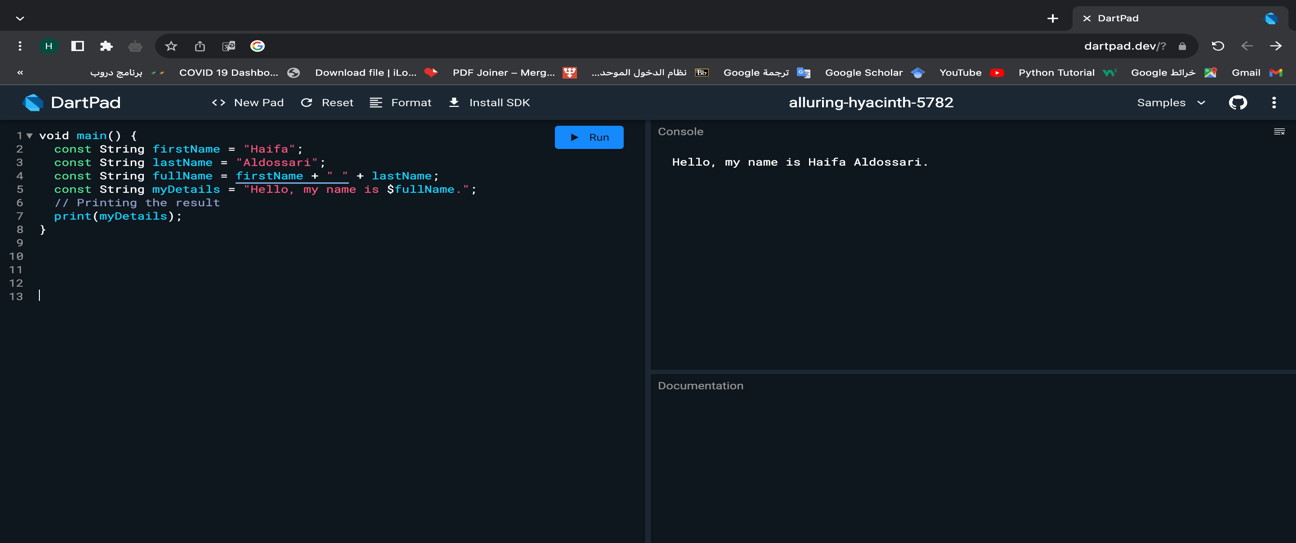 DartPad
H
dartpad.dev/?
« برنامج دروب COVID 19 Dashbo... Download file | iLo... PDF Joiner – Merg... نظام الدخول الموحد... ترجمة Google Google Scholar YouTube Python Tutorial خرائط Google Gmail
DartPad <> New Pad Reset Format Install SDK alluring-hyacinth-5782 Samples
Run
Console
1 void main() {
2 const String firstName = "Haifa";
3 const String lastName = "Aldossari";
4 const String fullName = firstName + " " + lastName;
5 const String myDetails = "Hello, my name is $fullName.";
6 // Printing the result
7 print(myDetails);
8 }
9
10
11
12
13
Hello, my name is Haifa Aldossari.
Documentation